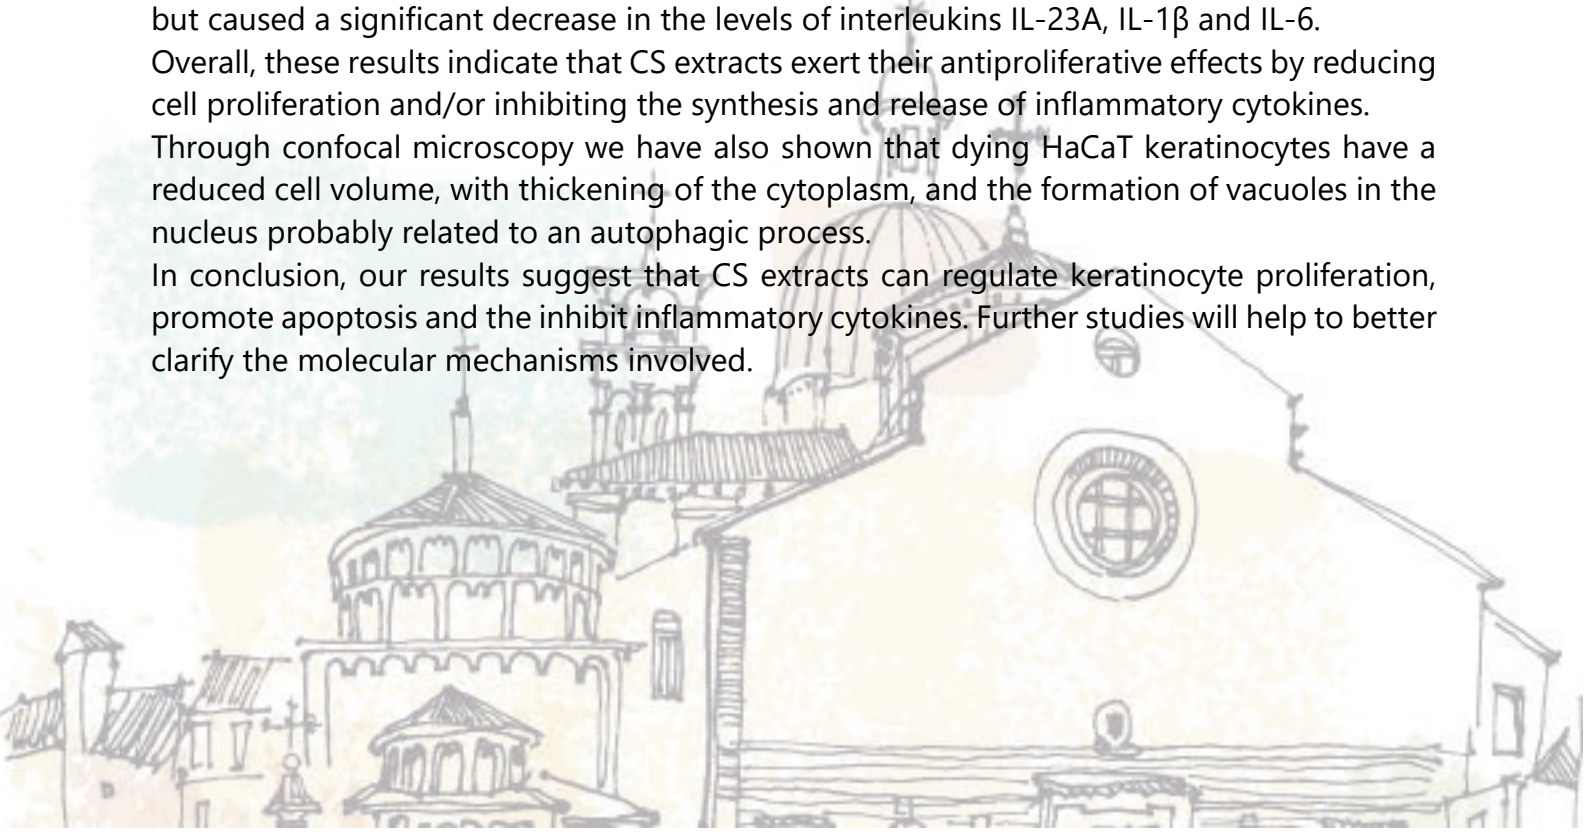 but caused a significant decrease in the levels of interleukins IL-23A, IL-1β and IL-6.
Overall, these results indicate that CS extracts exert their antiproliferative effects by reducing
cell proliferation and/or inhibiting the synthesis and release of inflammatory cytokines.
Through confocal microscopy we have also shown that dying HaCaT keratinocytes have a
reduced cell volume, with thickening of the cytoplasm, and the formation of vacuoles in the
nucleus probably related to an autophagic process.
In conclusion, our results suggest that CS extracts can regulate keratinocyte proliferation,
promote apoptosis and the inhibit inflammatory cytokines. Further studies will help to better
clarify the molecular mechanisms involved.